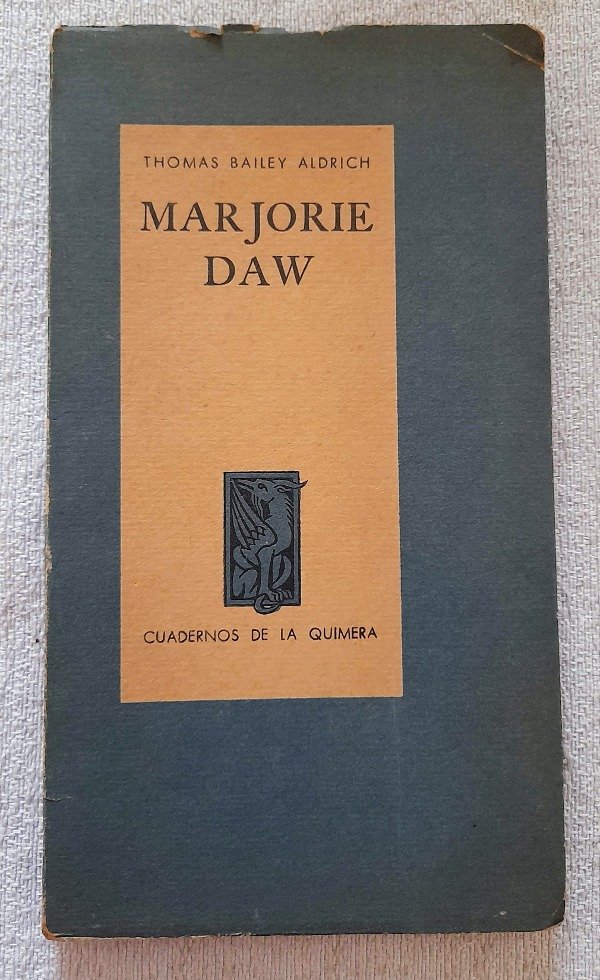 THOMAS BAILEY ALDRICH
MARJORIE
DAW
CUADERNOS DE LA QUIMERA